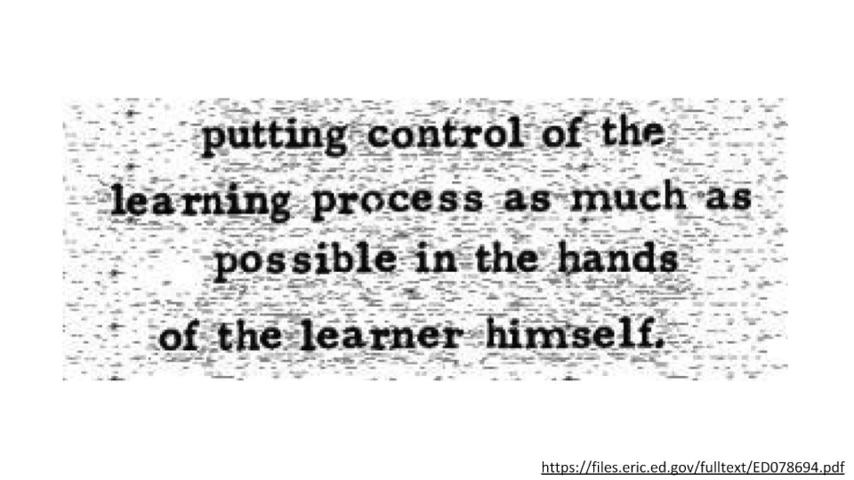 putting control of the
learning process as much as
possible in the hands
of the learner himself.
https://files.eric.ed.gov/fulltext/ED078694.pdf